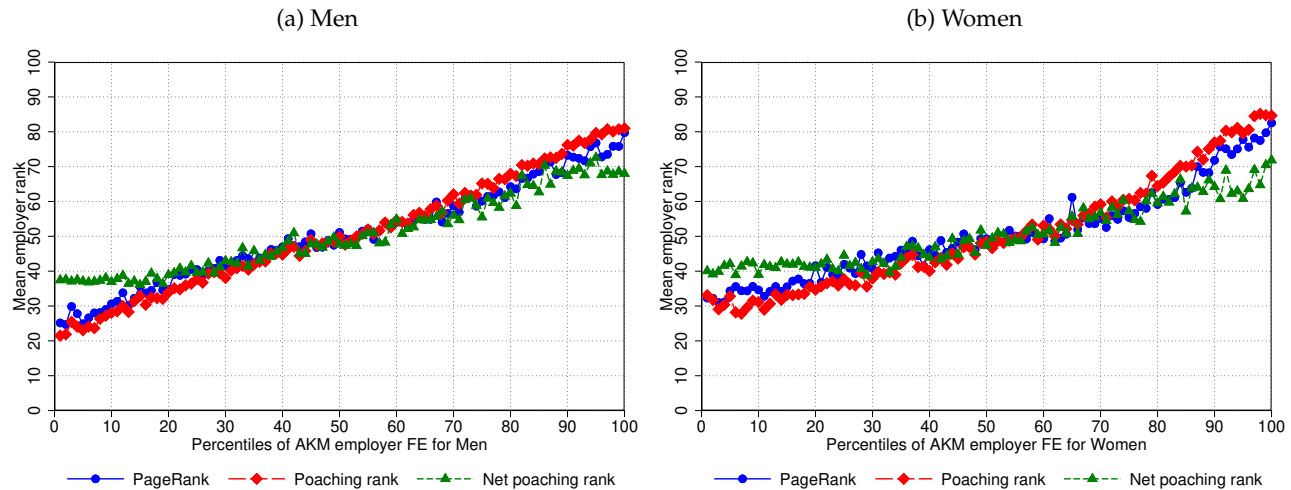 (a) Men
Mean employer rank
0 10 20 30 40 50 60 70 80 90 100
0 10 20 30 40 50 60 70 80 90 100
Percentiles of AKM employer FE for Men
PageRank Poaching rank Net poaching rank
(b) Women
Mean employer rank
0 10 20 30 40 50 60 70 80 90 100
0 10 20 30 40 50 60 70 80 90 100
Percentiles of AKM employer FE for Women
PageRank Poaching rank Net poaching rank